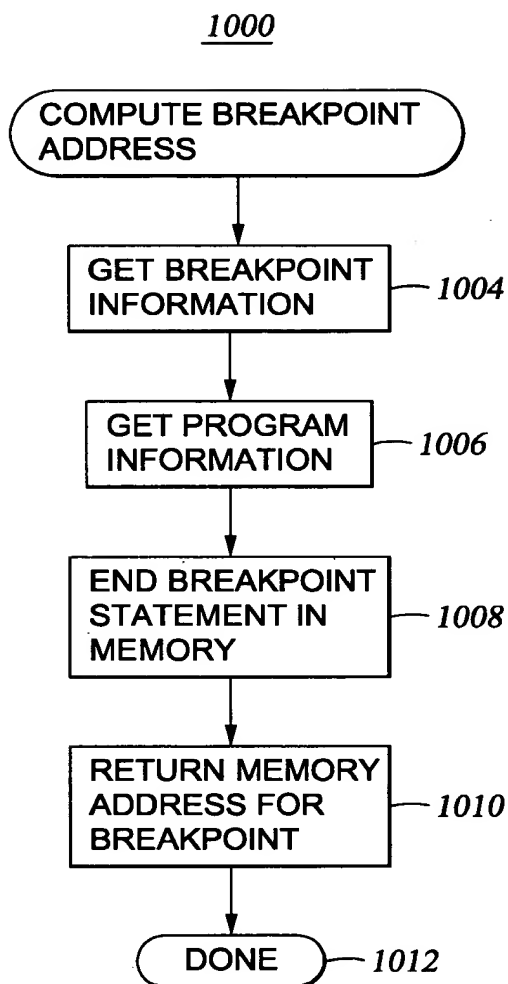 1000
COMPUTE BREAKPOINT
ADDRESS
GET BREAKPOINT
INFORMATION
1004
GET PROGRAM
INFORMATION
1006
END BREAKPOINT
STATEMENT IN
MEMORY
1008
RETURN MEMORY
ADDRESS FOR
BREAKPOINT
1010
DONE
1012